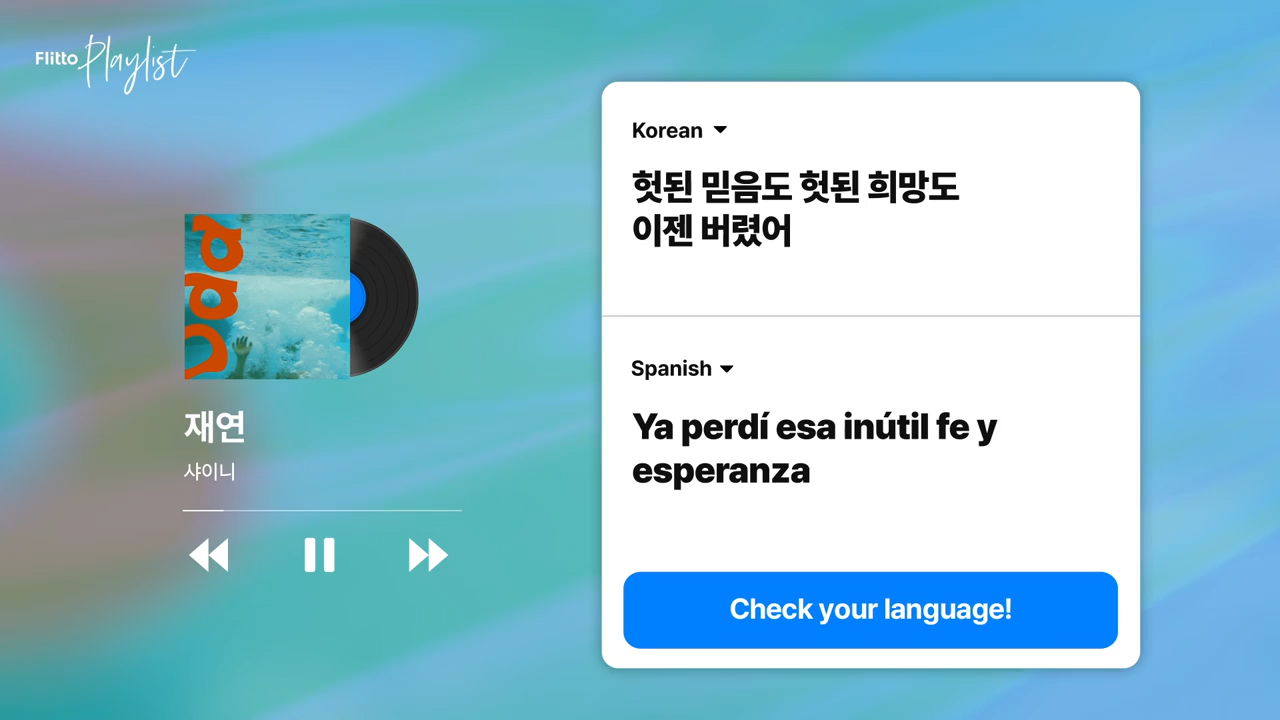 Flitto Playlist
Korean
헛된 믿음도 헛된 희망도
이젠 버렸어
Spanish
Ya perdí esa inútil fe y
esperanza
Check your language!
재연
샤이니